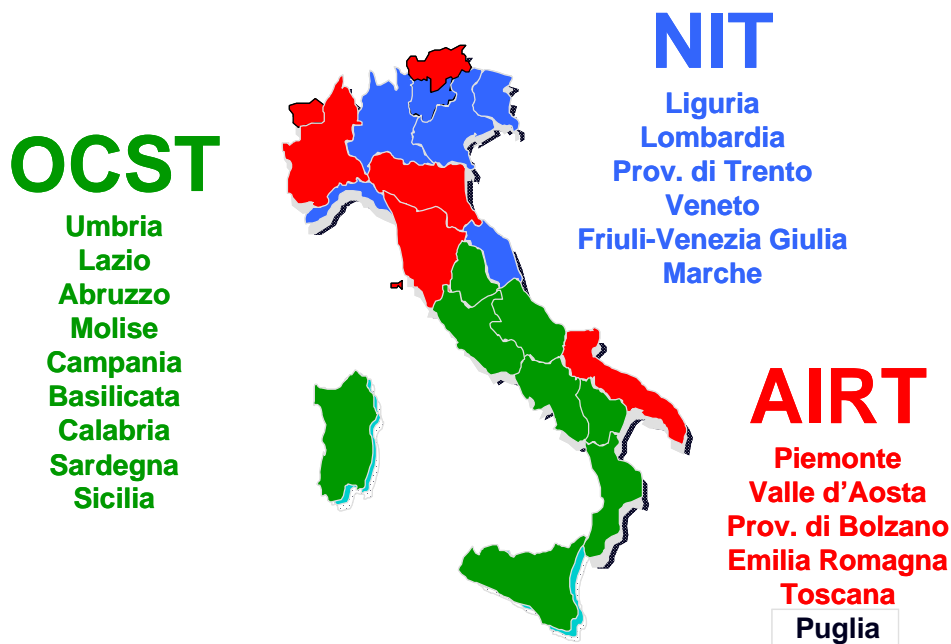 NIT
Liguria
Lombardia
Prov. di Trento
Veneto
Friuli-Venezia Giulia
Marche
OCST
Umbria
Lazio
Abruzzo
Molise
Campania
Basilicata
Calabria
Sardegna
Sicilia
AIRT
Piemonte
Valle d’Aosta
Prov. di Bolzano
Emilia Romagna
Toscana
Puglia